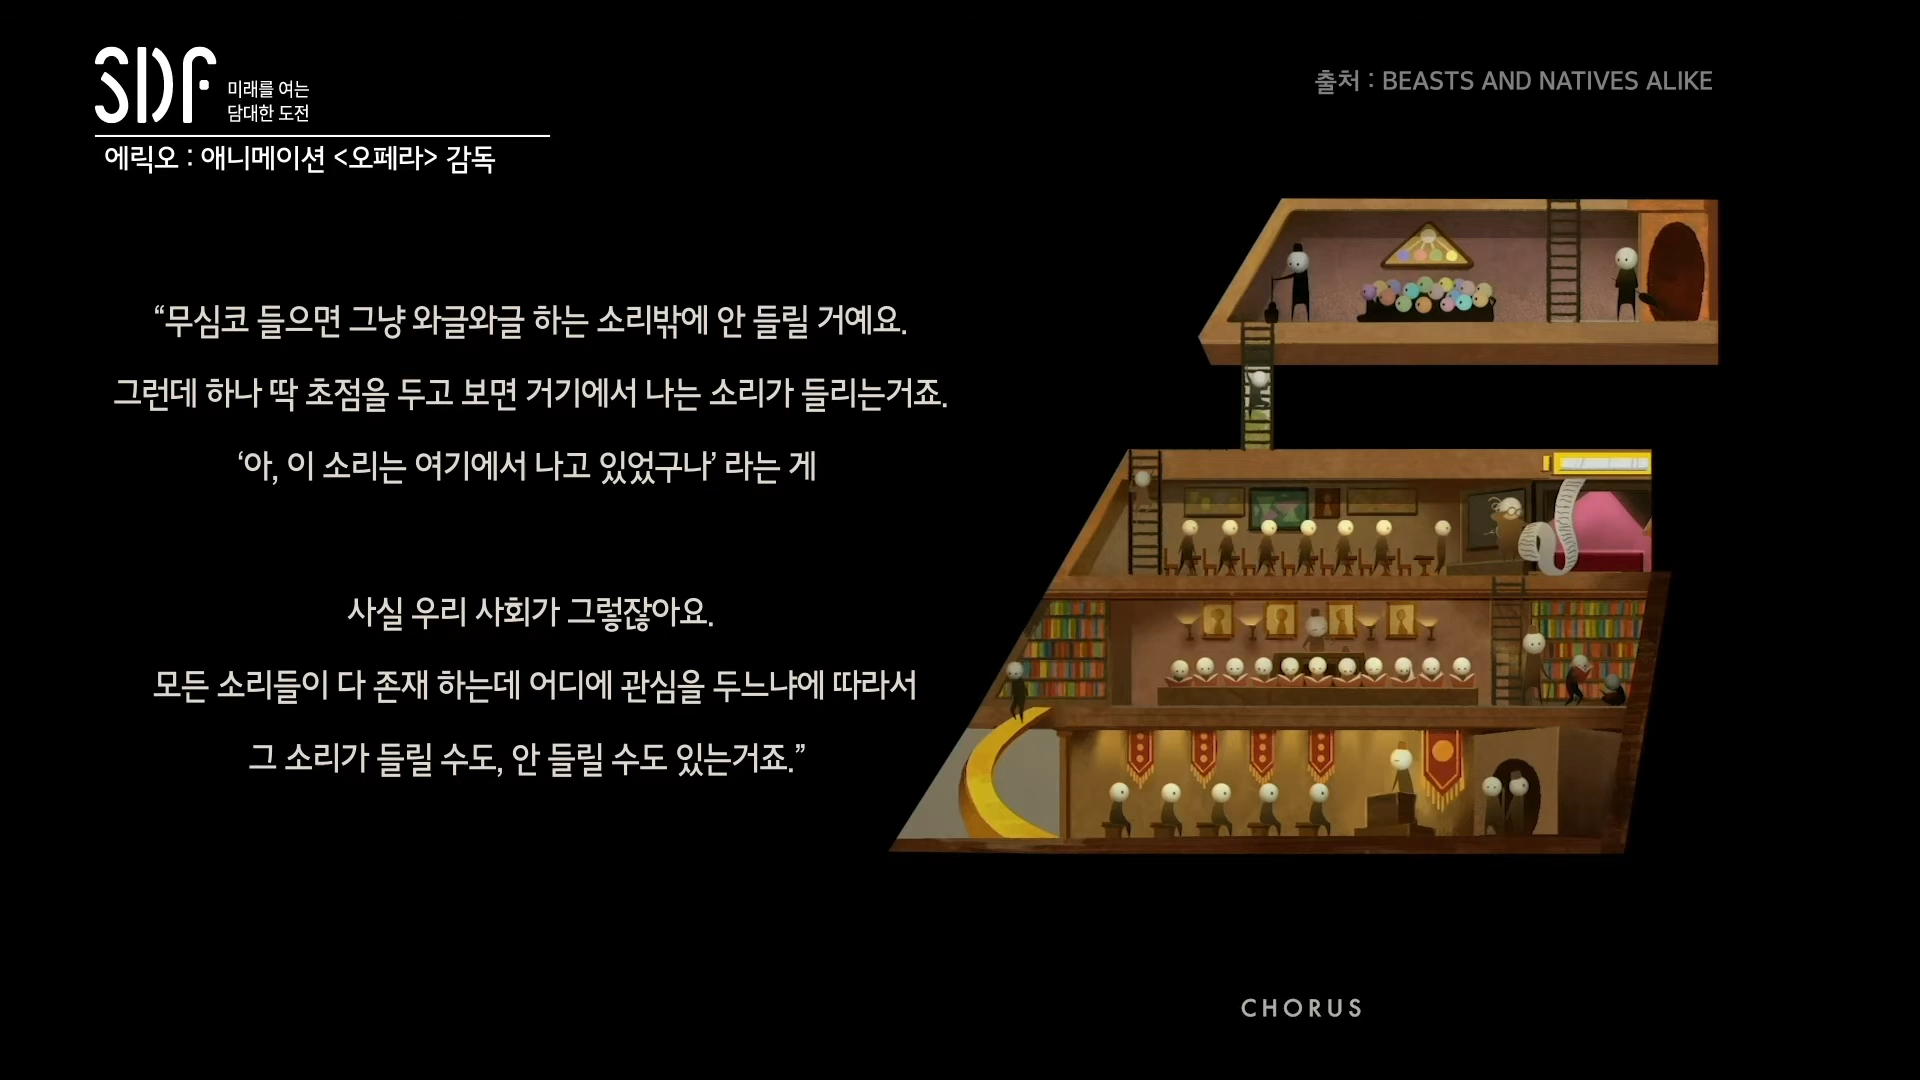 SDF
미래를 여는
담대한 도전
에릭오 : 애니메이션 <오페라> 감독
출처 : BEASTS AND NATIVES ALIKE
“무심코 들으면 그냥 와글와글 하는 소리밖에 안 들릴 거예요.
그런데 하나 딱 초점을 두고 보면 거기에서 나는 소리가 들리는거죠.
‘아, 이 소리는 여기에서 나고 있었구나’ 라는 게
사실 우리 사회가 그렇잖아요.
모든 소리들이 다 존재 하는데 어디에 관심을 두느냐에 따라서
그 소리가 들릴 수도, 안 들릴 수도 있는거죠.”
CHORUS